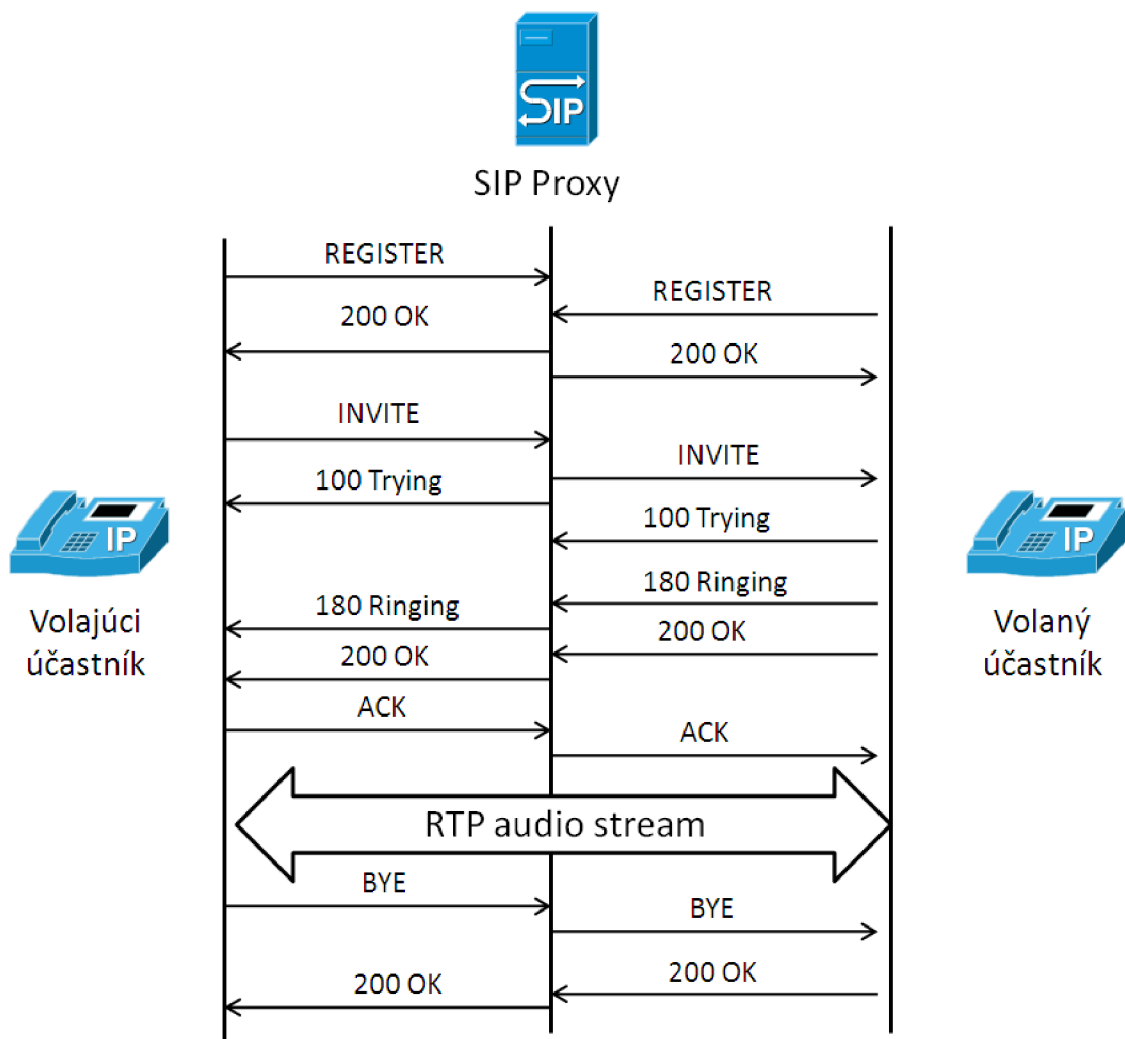 SIP
SIP Proxy
REGISTER
REGISTER
200 OK
200 OK
INVITE
INVITE
100 Trying
100 Trying
180 Ringing
180 Ringing
200 OK
200 OK
ACK
ACK
IP
Volajúci
účastník
IP
Volaný
účastník
RTP audio stream
BYE
BYE
200 OK
200 OK